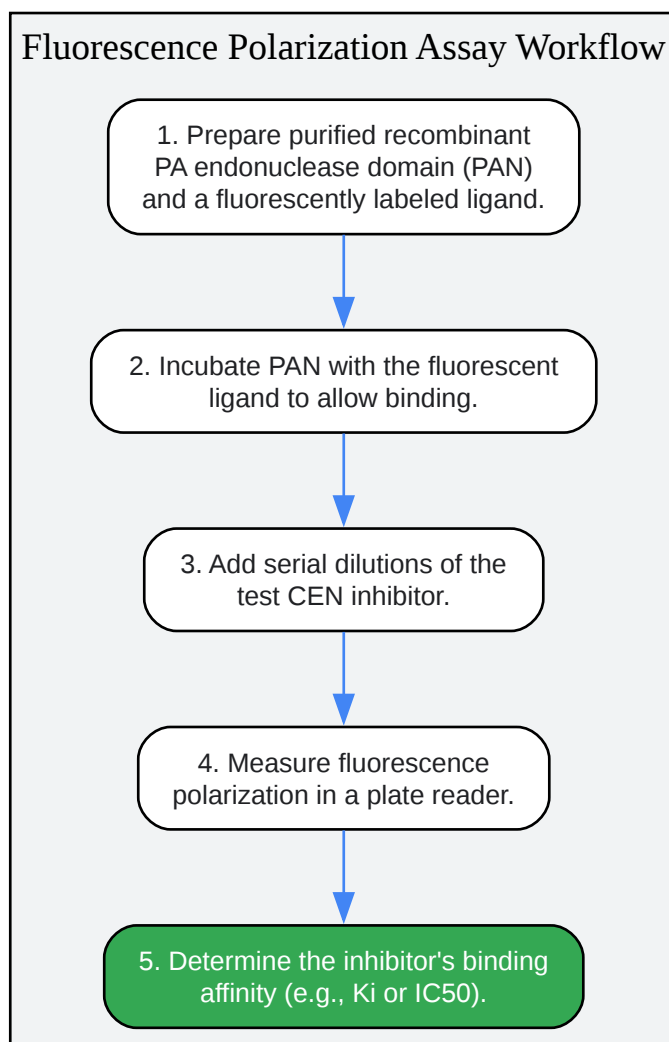 Fluorescence Polarization Assay Workflow
1. Prepare purified recombinant
PA endonuclease domain (PAN)
and a fluorescently labeled ligand.
2. Incubate PAN with the fluorescent
ligand to allow binding.
3. Add serial dilutions of the
test CEN inhibitor.
4. Measure fluorescence
polarization in a plate reader.
5. Determine the inhibitor's binding
affinity (e.g., Ki or IC50).